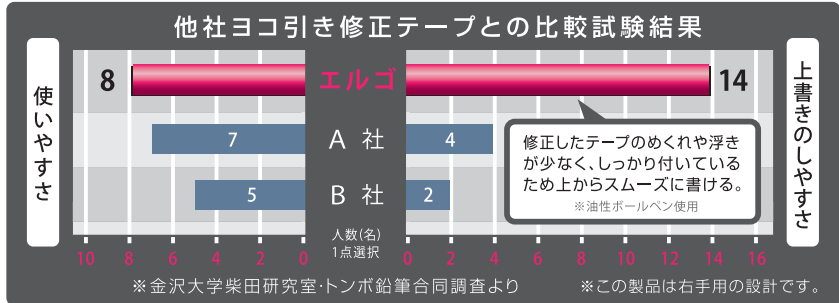 他社ヨコ引き修正テープとの比較試験結果
使いやすさ
上書きのしやすさ
8 エルゴ 14
7 A 社 4
5 B 社 2
修正したテープのめくれや浮き
が少なく、しっかり付いている
ため上からスムーズに書ける。
※油性ボールペン使用
人数(名)
1点選択
10 8 6 4 2 0 0 2 4 6 8 10 12 14 16
※金沢大学柴田研究室・トンボ鉛筆合同調査より ※この製品は右手用の設計です。